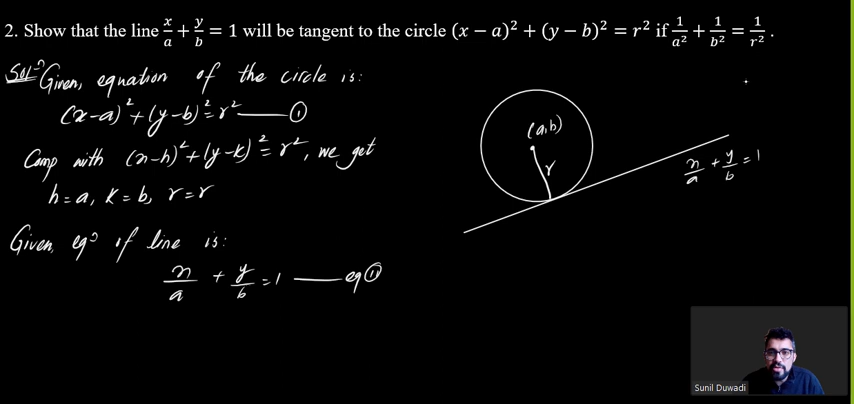 2. Show that the line x/a + y/b = 1 will be tangent to the circle (x − a)² + (y − b)² = r² if 1/a² + 1/b² = 1/r² .
Solⁿ Given, equation of the circle is:
(x-a)² + (y-b)² = r² —— ①
Comp with (x-h)² + (y-k)² = r², we get
h = a, k = b, r = r
Given, eqⁿ of line is:
x/a + y/b = 1 —— eq ⑪
(a,b)
r
x/a + y/b = 1
Sunil Duwadi